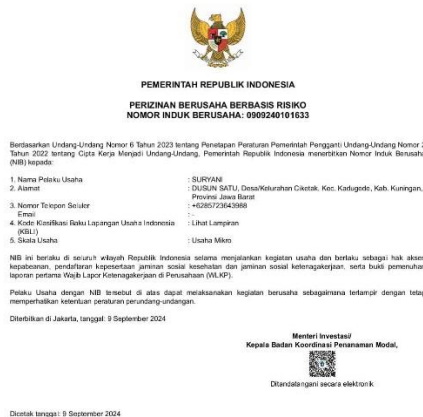 PEMERINTAH REPUBLIK INDONESIA
PERIZINAN BERUSAHA BERBASIS RISIKO
NOMOR INDUK BERUSAHA: 0909240101633
Berdasarkan Undang-Undang Nomor 6 Tahun 2023 tentang Penetapan Peraturan Pemerintah Pengganti Undang-Undang Nomor 2
Tahun 2022 tentang Cipta Kerja Menjadi Undang-Undang, Pemerintah Republik Indonesia menerbitkan Nomor Induk Berusaha
(NIB) kepada:
1. Nama Pelaku Usaha : SURYANI
2. Alamat : DUSUN SATU, Desa/Kelurahan Ciketak, Kec. Kadugede, Kab. Kuningan,
Provinsi Jawa Barat
3. Nomor Telepon Seluler : +6285723643988
Email : -
4. Kode Klasifikasi Baku Lapangan Usaha Indonesia : Lihat Lampiran
(KBLI)
5. Skala Usaha : Usaha Mikro
NIB ini berlaku di seluruh wilayah Republik Indonesia selama menjalankan kegiatan usaha dan berlaku sebagai hak akses
kepabeanan, pendaftaran kepesertaan jaminan sosial kesehatan dan jaminan sosial ketenagakerjaan, serta bukti pemenuhan
laporan pertama Wajib Lapor Ketenagakerjaan di Perusahaan (WLKP).
Pelaku Usaha dengan NIB tersebut di atas dapat melaksanakan kegiatan berusaha sebagaimana terlampir dengan tetap
memperhatikan ketentuan peraturan perundang-undangan.
Diterbitkan di Jakarta, tanggal: 9 September 2024
Menteri Investasi/
Kepala Badan Koordinasi Penanaman Modal,
Ditandatangani secara elektronik
Dicetak tanggal: 9 September 2024